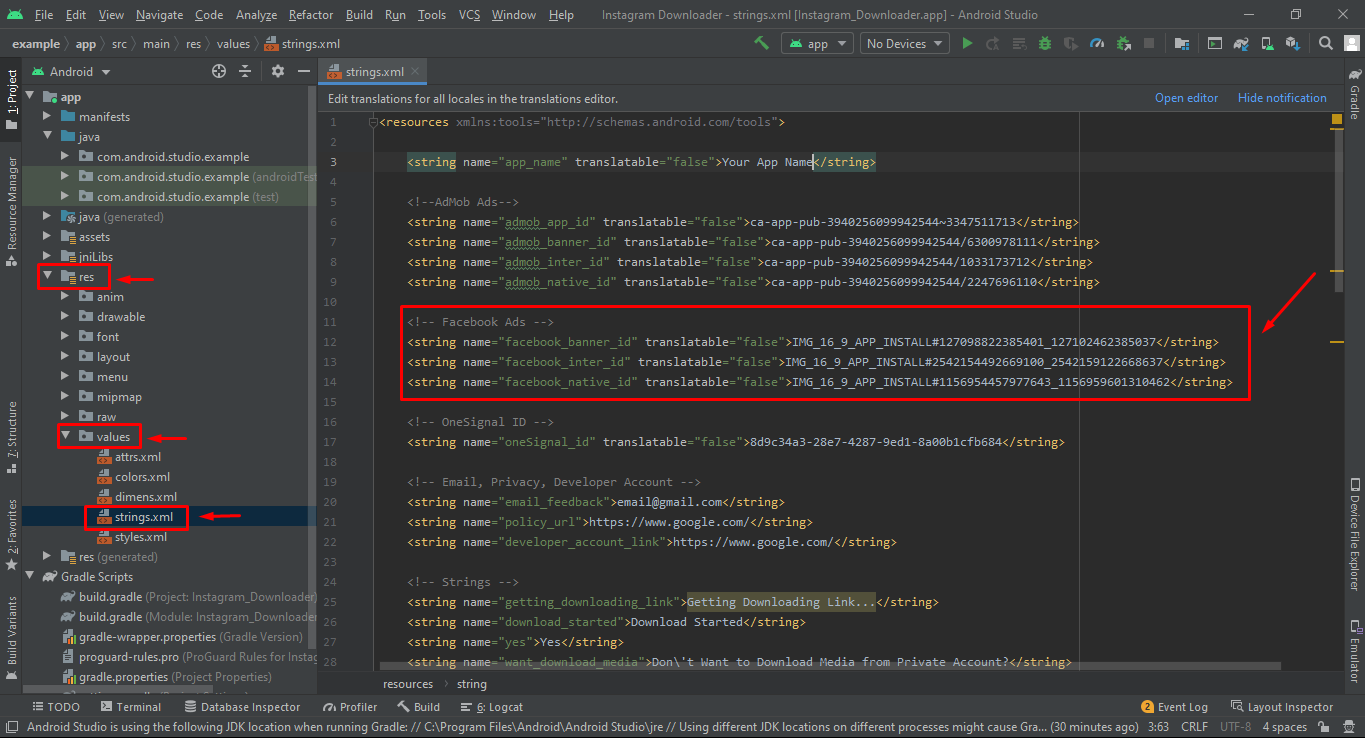 File Edit View Navigate Code Analyze Refactor Build Run Tools VCS Window Help Instagram Downloader - strings.xml [Instagram_Downloader.app] - Android Studio
example app src main res values strings.xml app No Devices
Android strings.xml
Edit translations for all locales in the translations editor. Open editor Hide notification
1: Project
Resource Manager
7: Structure
2: Favorites
Build Variants
app
manifests
java
com.android.studio.example
com.android.studio.example (androidTest
com.android.studio.example (test)
java (generated)
assets
jniLibs
res
anim
drawable
font
layout
menu
mipmap
raw
values
attrs.xml
colors.xml
dimens.xml
strings.xml
styles.xml
res (generated)
Gradle Scripts
build.gradle (Project: Instagram_Downloader)
build.gradle (Module: Instagram_Downloader
gradle-wrapper.properties (Gradle Version)
proguard-rules.pro (ProGuard Rules for Instag
gradle.properties (Project Properties)
1 <resources xmlns:tools="http://schemas.android.com/tools">
2
3 <string name="app_name" translatable="false">Your App Name</string>
4
5 <!--AdMob Ads-->
6 <string name="admob_app_id" translatable="false">ca-app-pub-3940256099942544~3347511713</string>
7 <string name="admob_banner_id" translatable="false">ca-app-pub-3940256099942544/6300978111</string>
8 <string name="admob_inter_id" translatable="false">ca-app-pub-3940256099942544/1033173712</string>
9 <string name="admob_native_id" translatable="false">ca-app-pub-3940256099942544/2247696110</string>
10
11 <!-- Facebook Ads -->
12 <string name="facebook_banner_id" translatable="false">IMG_16_9_APP_INSTALL#127098822385401_127102462385037</string>
13 <string name="facebook_inter_id" translatable="false">IMG_16_9_APP_INSTALL#2542154492669100_2542159122668637</string>
14 <string name="facebook_native_id" translatable="false">IMG_16_9_APP_INSTALL#1156954457977643_1156959601310462</string>
15
16 <!-- OneSignal ID -->
17 <string name="oneSignal_id" translatable="false">8d9c34a3-28e7-4287-9ed1-8a00b1cfb684</string>
18
19 <!-- Email, Privacy, Developer Account -->
20 <string name="email_feedback">email@gmail.com</string>
21 <string name="policy_url">https://www.google.com/</string>
22 <string name="developer_account_link">https://www.google.com/</string>
23
24 <!-- Strings -->
25 <string name="getting_downloading_link">Getting Downloading Link...</string>
26 <string name="download_started">Download Started</string>
27 <string name="yes">Yes</string>
28 <string name="want_download_media">Don\'t Want to Download Media from Private Account?</string>
resources string
Gradle
Device File Explorer
Emulator
TODO Terminal Database Inspector Profiler Build 6: Logcat 2 Event Log Layout Inspector
Android Studio is using the following JDK location when running Gradle: // C:\Program Files\Android\Android Studio\jre // Using different JDK locations on different processes might cause Gra... (30 minutes ago) 3:63 CRLF UTF-8 4 spaces